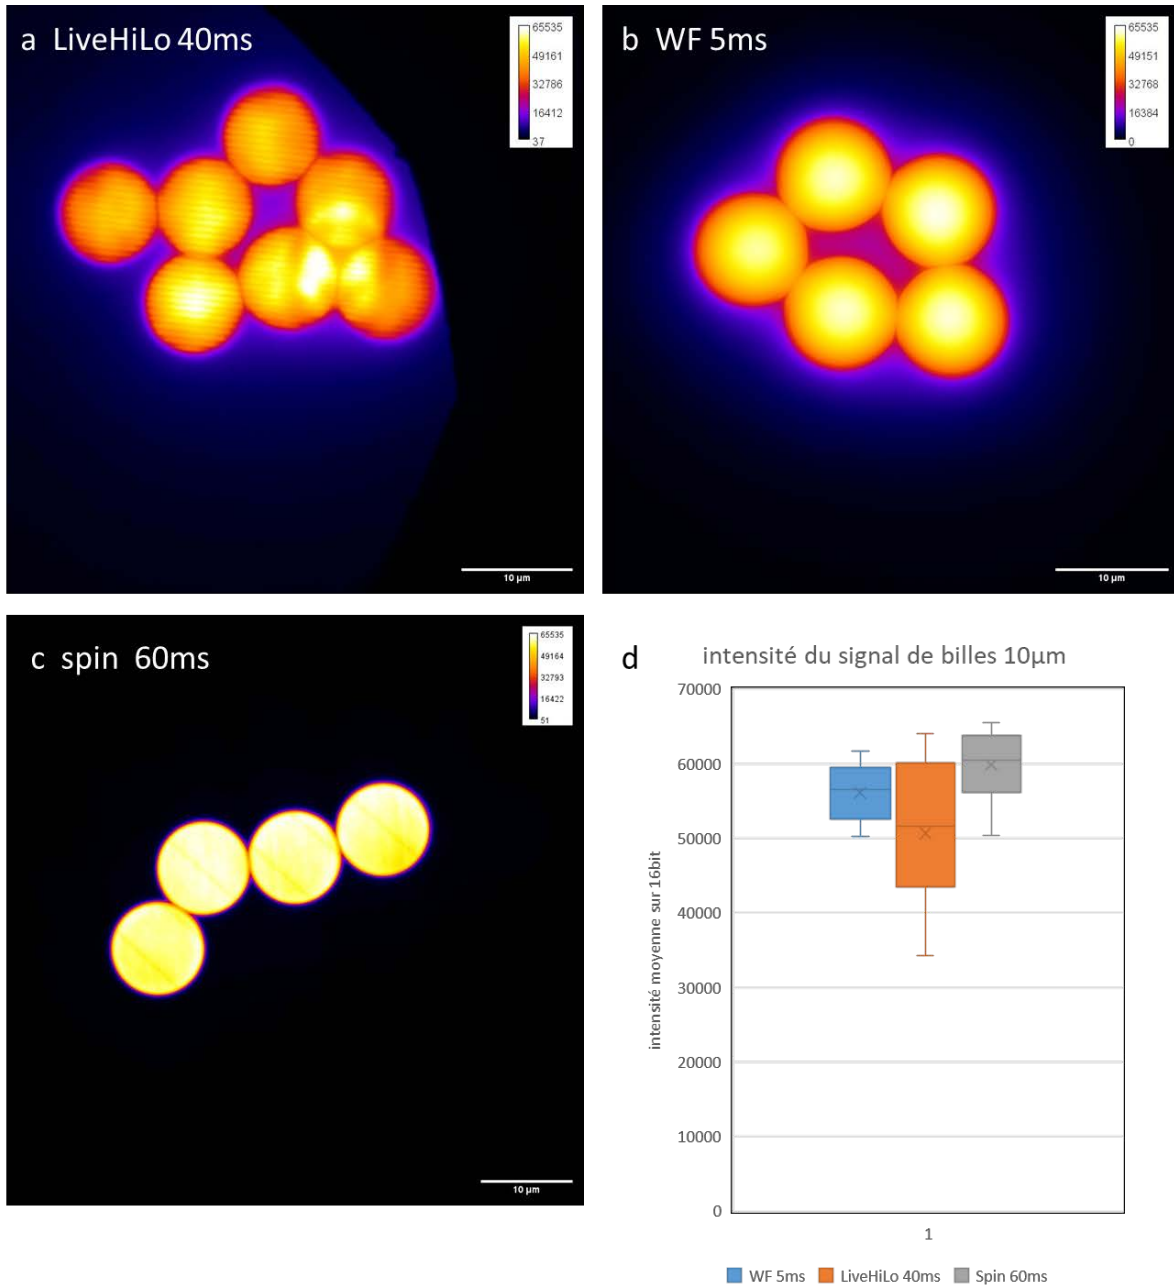 a LiveHiLo 40ms
65535
49161
32786
16412
37
10 µm
b WF 5ms
65535
49151
32768
16384
0
10 µm
c spin 60ms
65535
49164
32793
16422
51
10 µm
d intensité du signal de billes 10µm
intensité moyenne sur 16bit
70000
60000
50000
40000
30000
20000
10000
0
1
WF 5ms LiveHiLo 40ms Spin 60ms